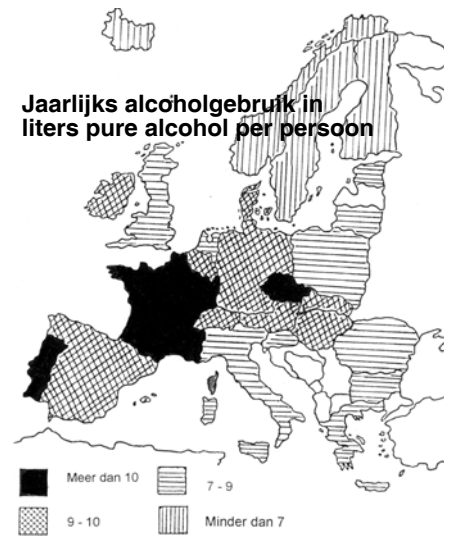 Jaarlijks alcoholgebruik in
liters pure alcohol per persoon
Meer dan 10
7 - 9
9 - 10
Minder dan 7